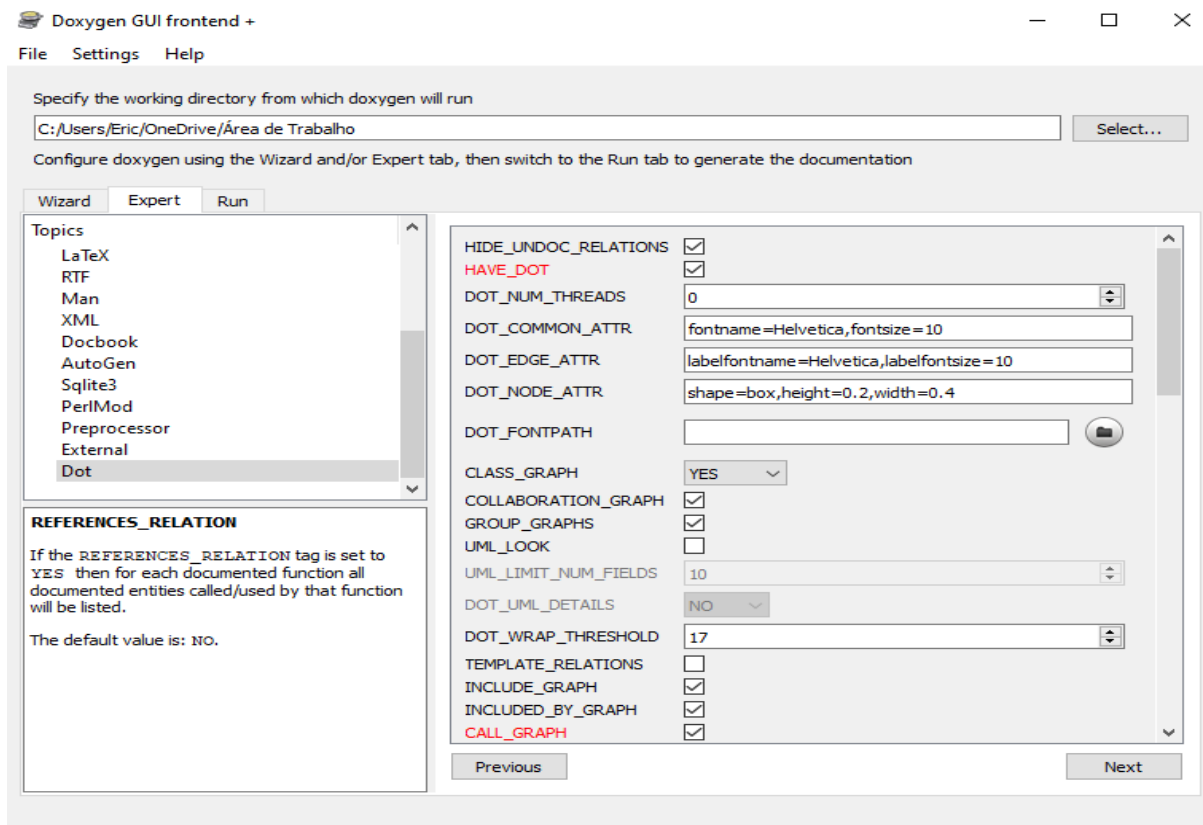 Doxygen GUI frontend +
File Settings Help
Specify the working directory from which doxygen will run
C:/Users/Eric/OneDrive/Área de Trabalho
Select...
Configure doxygen using the Wizard and/or Expert tab, then switch to the Run tab to generate the documentation
Wizard Expert Run
Topics
LaTeX
RTF
Man
XML
Docbook
AutoGen
Sqlite3
PerlMod
Preprocessor
External
Dot
REFERENCES_RELATION
If the REFERENCES_RELATION tag is set to
YES then for each documented function all
documented entities called/used by that function
will be listed.
The default value is: NO.
HIDE_UNDOC_RELATIONS
HAVE_DOT
DOT_NUM_THREADS 0
DOT_COMMON_ATTR fontname=Helvetica,fontsize=10
DOT_EDGE_ATTR labelfontname=Helvetica,labelfontsize=10
DOT_NODE_ATTR shape=box,height=0.2,width=0.4
DOT_FONTPATH
CLASS_GRAPH YES
COLLABORATION_GRAPH
GROUP_GRAPHS
UML_LOOK
UML_LIMIT_NUM_FIELDS 10
DOT_UML_DETAILS NO
DOT_WRAP_THRESHOLD 17
TEMPLATE_RELATIONS
INCLUDE_GRAPH
INCLUDED_BY_GRAPH
CALL_GRAPH
Previous Next